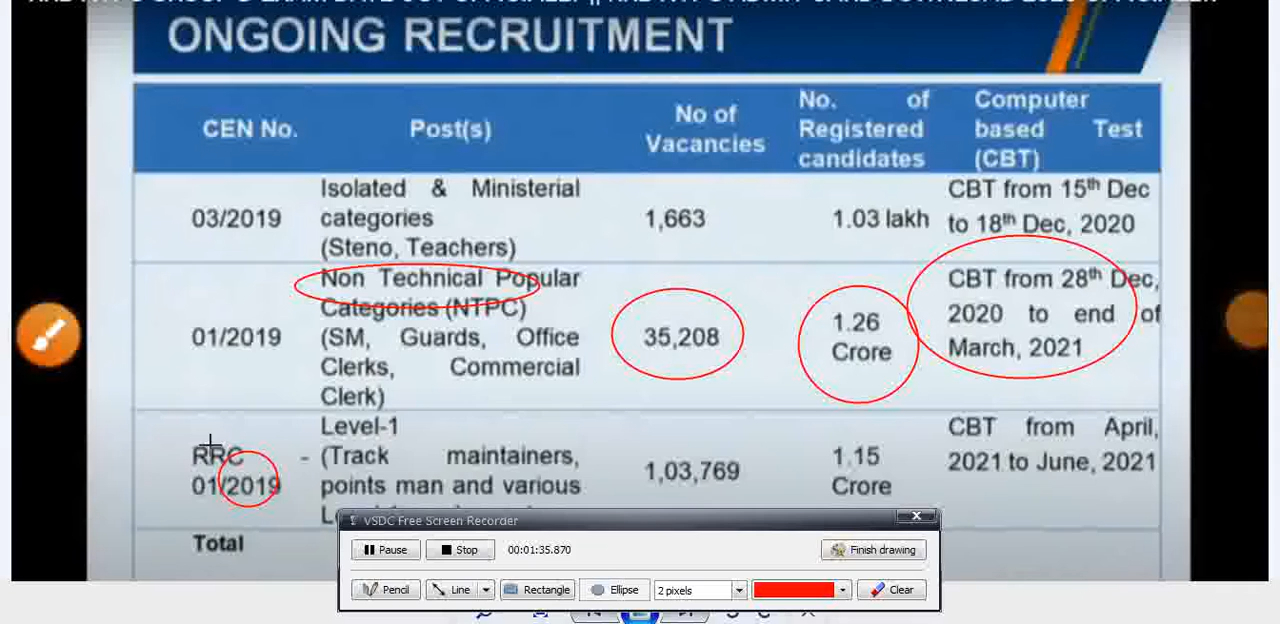 ONGOING RECRUITMENT
CEN No.
Post(s)
No of
Vacancies
No. of
Registered
candidates
Computer
based Test
(CBT)
03/2019
Isolated & Ministerial
categories
(Steno, Teachers)
1,663
1.03 lakh
CBT from 15th Dec
to 18th Dec, 2020
01/2019
Non Technical Popular
Categories (NTPC)
(SM, Guards, Office
Clerks, Commercial
Clerk)
35,208
1.26
Crore
CBT from 28th Dec,
2020 to end of
March, 2021
RRC -
01/2019
Level-1
(Track maintainers,
points man and various
1,03,769
1.15
Crore
CBT from April,
2021 to June, 2021
Total
VSDC Free Screen Recorder
Pause
Stop
00:01:35.870
Finish drawing
Pencil
Line
Rectangle
Ellipse
2 pixels
Clear